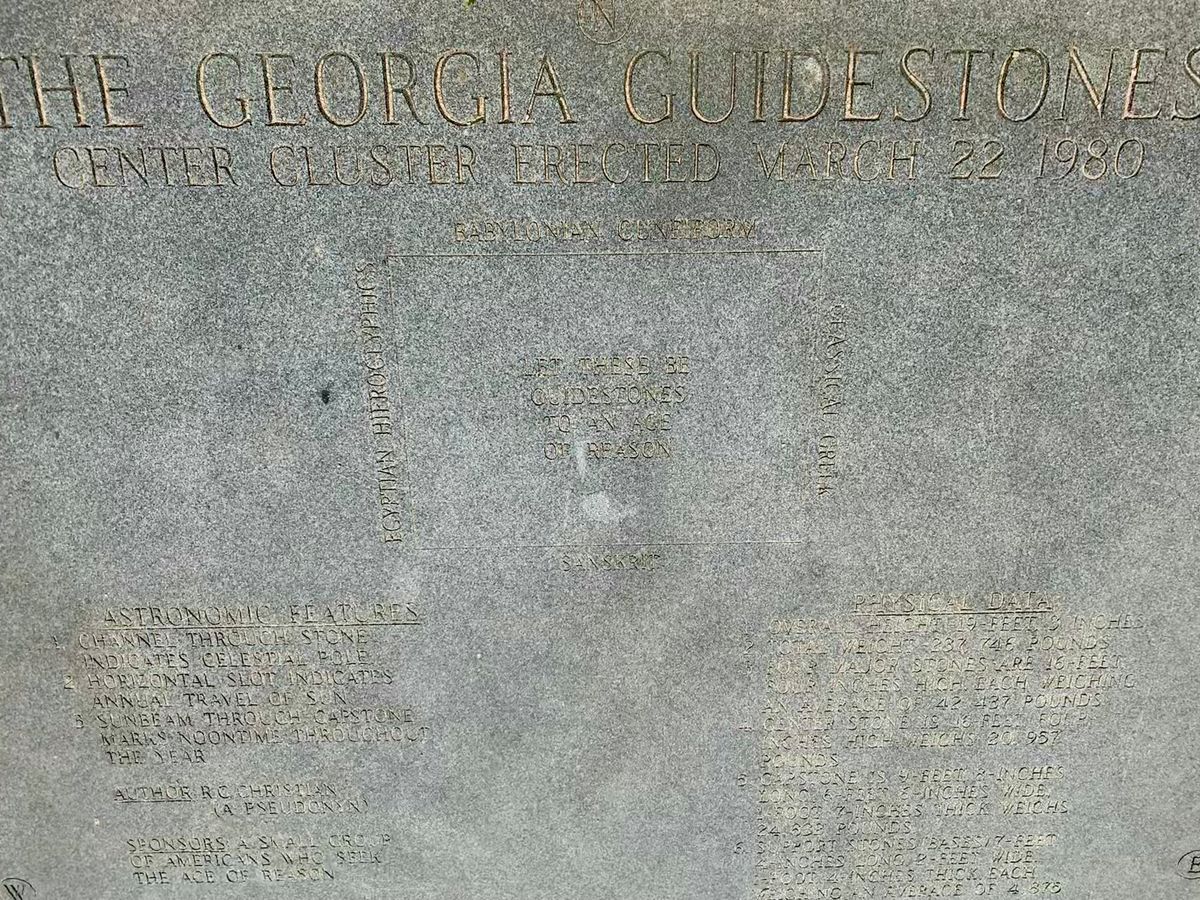 N
THE GEORGIA GUIDESTONES
CENTER CLUSTER ERECTED MARCH 22 1980
BABYLONIAN CUNEIFORM
EGYPTIAN HIEROGLYPHICS
CLASSICAL GREEK
LET THESE BE
GUIDESTONES
TO AN AGE
OF REASON
SANSKRIT
ASTRONOMIC FEATURES
1. CHANNEL THROUGH STONE
INDICATES CELESTIAL POLE
2. HORIZONTAL SLOT INDICATES
ANNUAL TRAVEL OF SUN
3. SUNBEAM THROUGH CAPSTONE
MARKS NOONTIME THROUGHOUT
THE YEAR
AUTHOR: R.C. CHRISTIAN
(A PSEUDONYN)
SPONSORS: A SMALL GROUP
OF AMERICANS WHO SEEK
THE AGE OF REASON
W
PHYSICAL DATA
OVERALL HEIGHT 19-FEET 3 INCHES
2. TOTAL WEIGHT 237,746 POUNDS
3. FOUR MAJOR STONES ARE 16-FEET
FOUR INCHES HIGH EACH WEIGHING
AN AVERAGE OF 42 437 POUNDS
4. CENTER STONE IS 16 FEET FOUR
INCHES HIGH WEIGHS 20,957
POUNDS
5. CAPSTONE IS 9-FEET, 8-INCHES
LONG, 6-FEET, 6-INCHES WIDE,
1-FOOT, 7-INCHES THICK WEIGHS
24,832 POUNDS
6. SUPPORT STONES (BASES) 7-FEET
2-INCHES LONG, 2-FEET WIDE,
1-FOOT 4-INCHES THICK EACH
WEIGHING AN AVERAGE OF 4,875
E